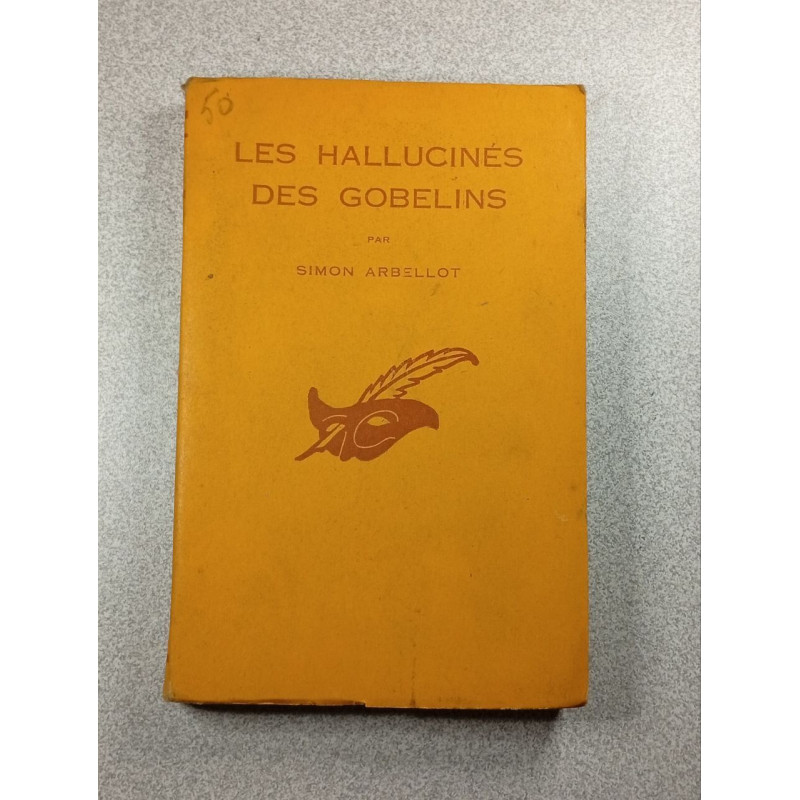 50
LES HALLUCINÉS
DES GOBELINS
PAR
SIMON ARBELLOT